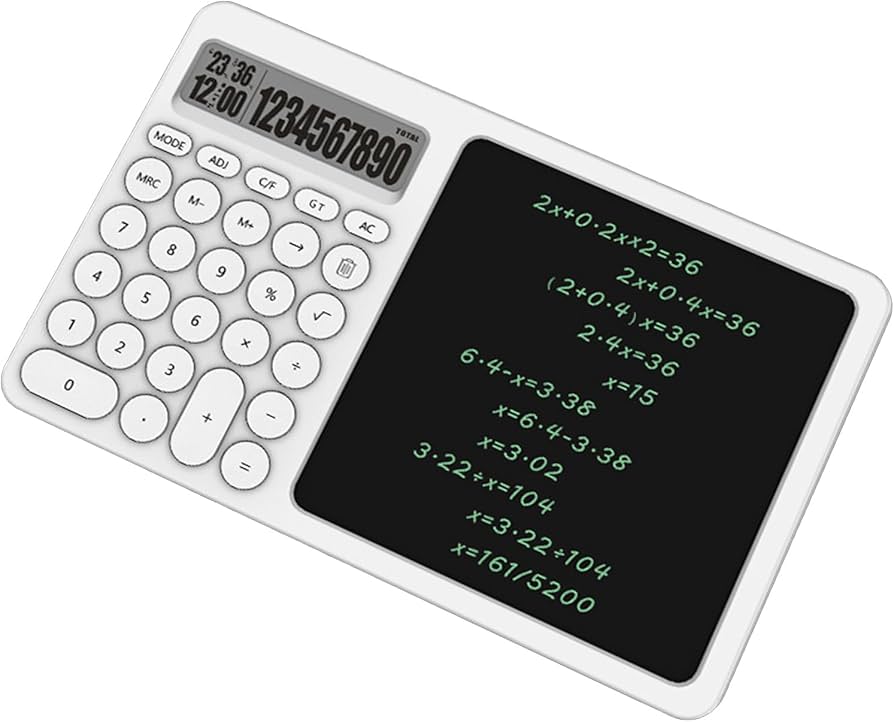 23 36
12:00
1234567890
TOTAL
MODE ADJ C/F GT AC
MRC M− M+ →
7 8 9 % √
4 5 6 × ÷
1 2 3 + −
0 . =
2x+0·2xx2=36
2x+0·4x=36
(2+0·4)x=36
2·4x=36
x=15
6·4-x=3·38
x=6·4-3·38
x=3·02
3·22÷x=104
x=3·22÷104
x=161/5200